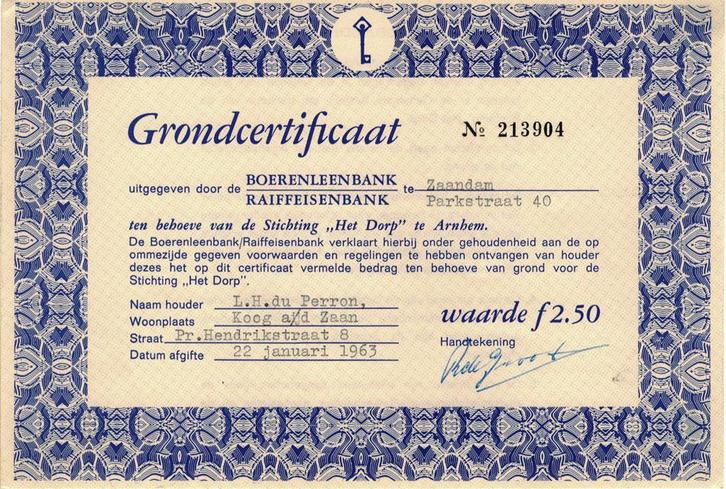 Grondcertificaat № 213904
uitgegeven door de BOERENLEENBANK te Zaandam
RAIFFEISENBANK Parkstraat 40
ten behoeve van de Stichting „Het Dorp" te Arnhem.
De Boerenleenbank/Raiffeisenbank verklaart hierbij onder gehoudenheid aan de op
ommezijde gegeven voorwaarden en regelingen te hebben ontvangen van houder
dezes het op dit certificaat vermelde bedrag ten behoeve van grond voor de
Stichting „Het Dorp".
Naam houder L.H.du Perron,
Woonplaats Koog a/d Zaan
Straat Pr.Hendrikstraat 8
Datum afgifte 22 januari 1963
waarde f 2.50
Handtekening